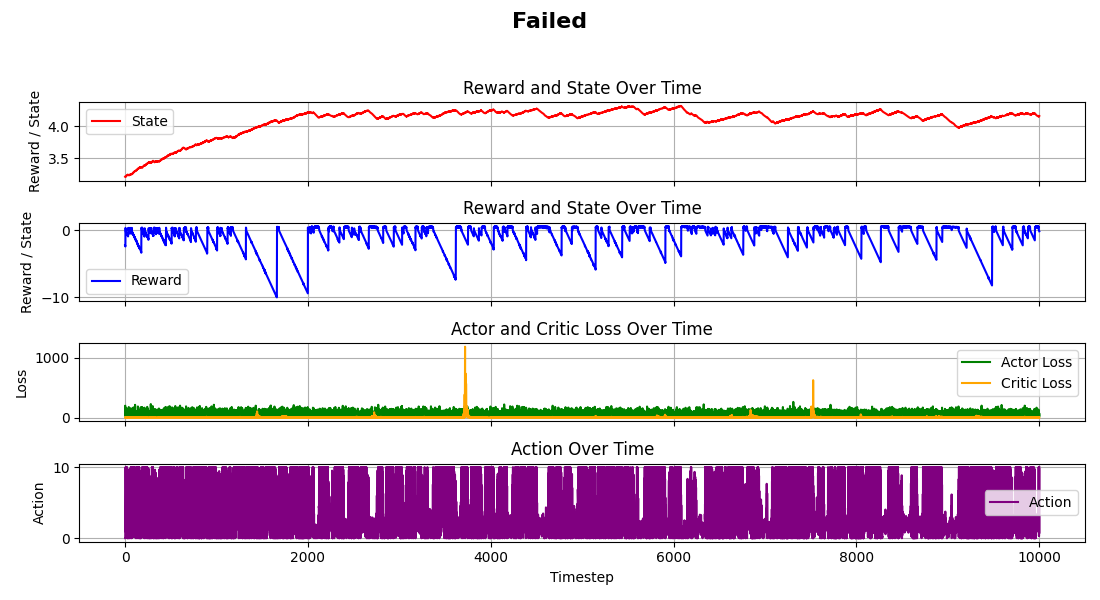 Failed
Reward and State Over Time
Reward / State
4.0
3.5
State
Reward and State Over Time
Reward / State
0
−10
Reward
Actor and Critic Loss Over Time
Loss
1000
0
Actor Loss
Critic Loss
Action Over Time
Action
10
0
Action
0 2000 4000 6000 8000 10000
Timestep